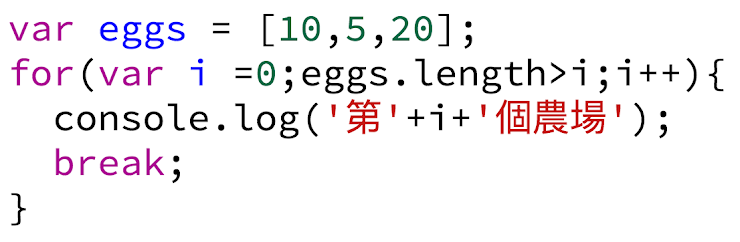 var eggs = [10,5,20];
for(var i =0;eggs.length>i;i++){
  console.log('第'+i+'個農場');
  break;
}